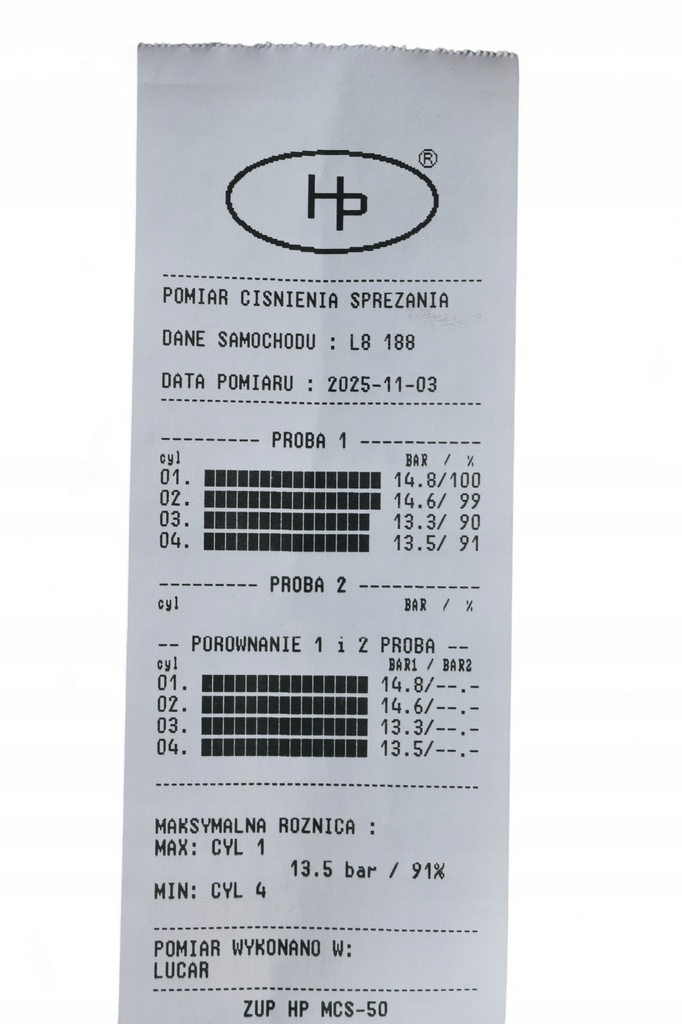 HP ®
POMIAR CISNIENIA SPREZANIA
DANE SAMOCHODU : L8 188
DATA POMIARU : 2025-11-03
--------- PROBA 1 -----------
cyl BAR / %
01. 14.8/100
02. 14.6/ 99
03. 13.3/ 90
04. 13.5/ 91
--------- PROBA 2 -----------
cyl BAR / %
-- POROWNANIE 1 i 2 PROBA --
cyl BAR1 / BAR2
01. 14.8/--.-
02. 14.6/--.-
03. 13.3/--.-
04. 13.5/--.-
MAKSYMALNA ROZNICA :
MAX: CYL 1
13.5 bar / 91%
MIN: CYL 4
POMIAR WYKONANO W:
LUCAR
ZUP HP MCS-50